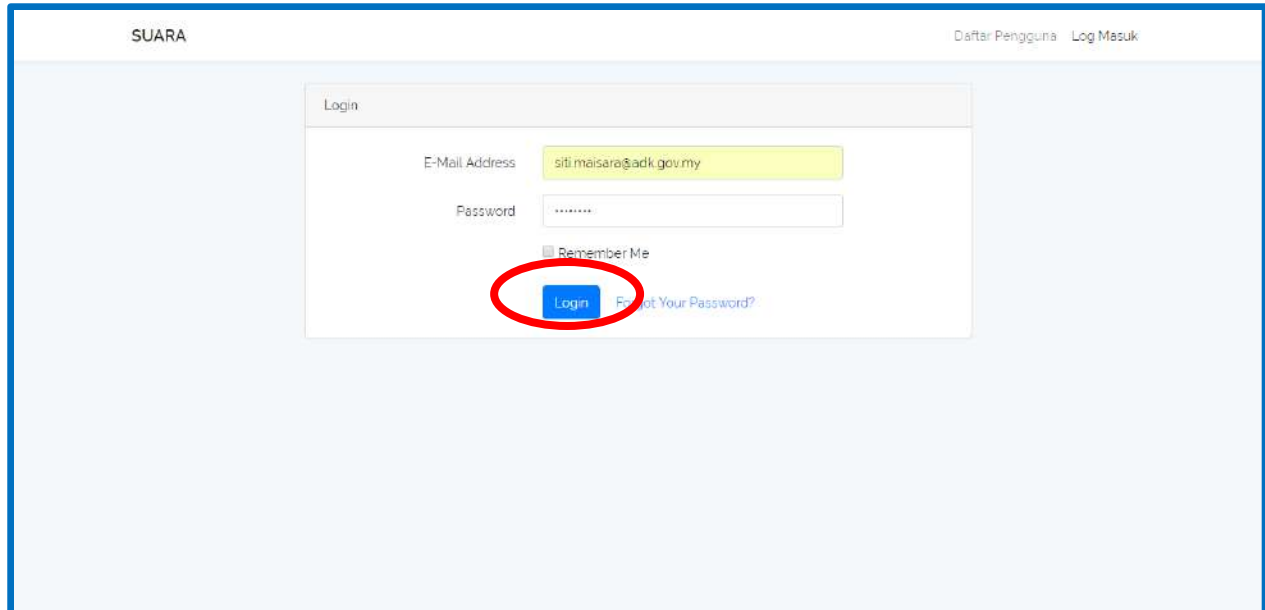 SUARA Daftar Pengguna Log Masuk
Login
E-Mail Address siti.maisara@adk.gov.my
Password ········
Remember Me
Login Forgot Your Password?